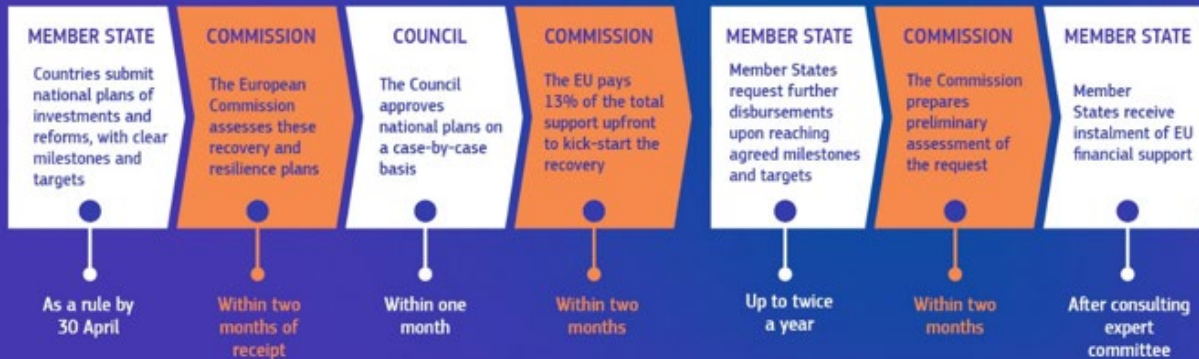 MEMBER STATE
Countries submit
national plans of
investments and
reforms, with clear
milestones and
targets
As a rule by
30 April
COMMISSION
The European
Commission
assesses these
recovery and
resilience plans
Within two
months of
receipt
COUNCIL
The Council
approves
national plans on
a case-by-case
basis
Within one
month
COMMISSION
The EU pays
13% of the total
support upfront
to kick-start the
recovery
Within two
months
MEMBER STATE
Member States
request further
disbursements
upon reaching
agreed milestones
and targets
Up to twice
a year
COMMISSION
The Commission
prepares
preliminary
assessment of
the request
Within two
months
MEMBER STATE
Member
States receive
instalment of EU
financial support
After consulting
expert
committee